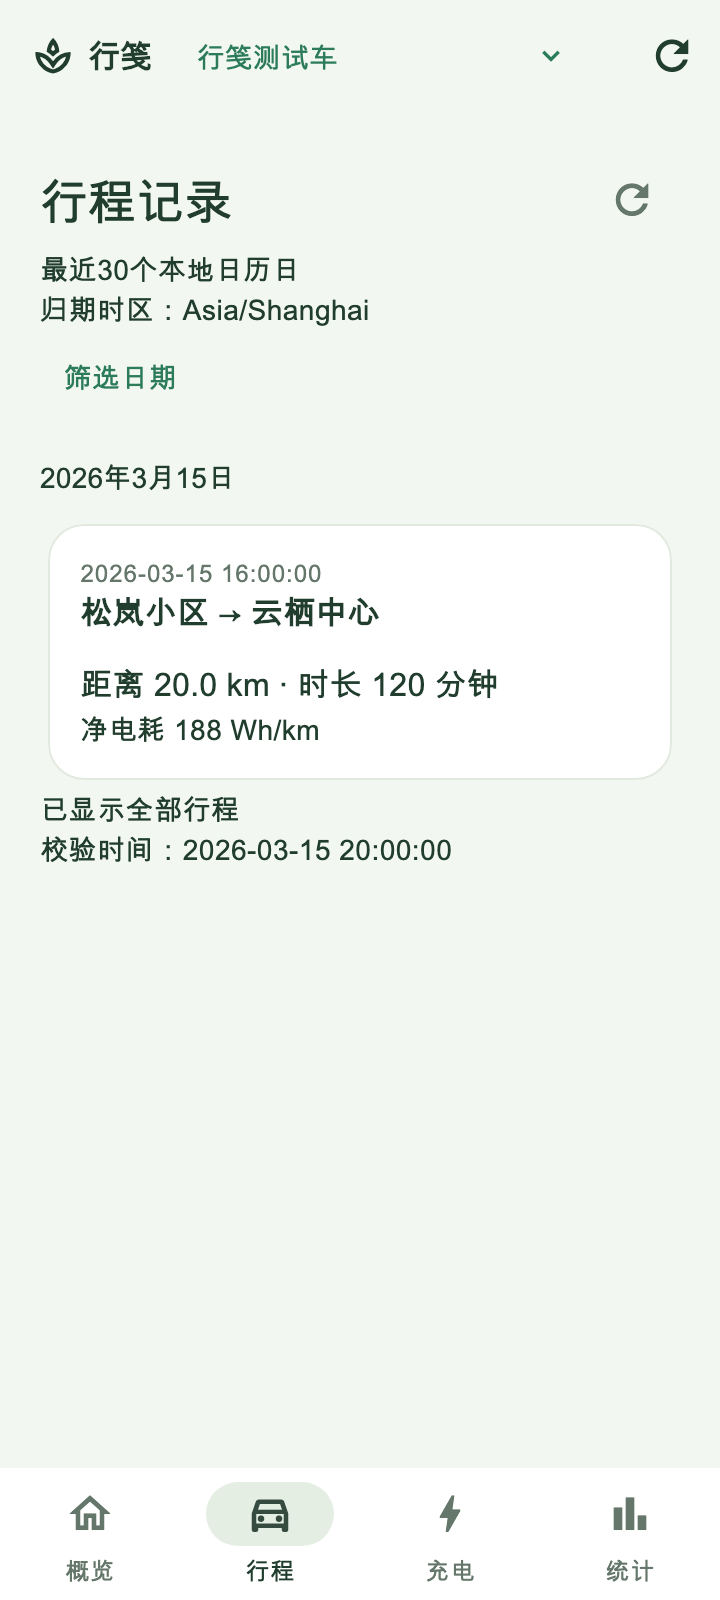 行笺 行笺测试车
行程记录
最近30个本地日历日
归期时区：Asia/Shanghai
筛选日期
2026年3月15日
2026-03-15 16:00:00
松岚小区 → 云栖中心
距离 20.0 km · 时长 120 分钟
净电耗 188 Wh/km
已显示全部行程
校验时间：2026-03-15 20:00:00
概览 行程 充电 统计